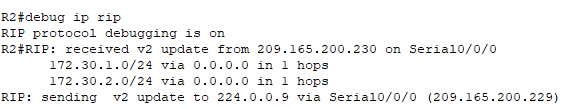 R2#debug ip rip
RIP protocol debugging is on
R2#RIP: received v2 update from 209.165.200.230 on Serial0/0/0
172.30.1.0/24 via 0.0.0.0 in 1 hops
172.30.2.0/24 via 0.0.0.0 in 1 hops
RIP: sending  v2 update to 224.0.0.9 via Serial0/0/0 (209.165.200.229)